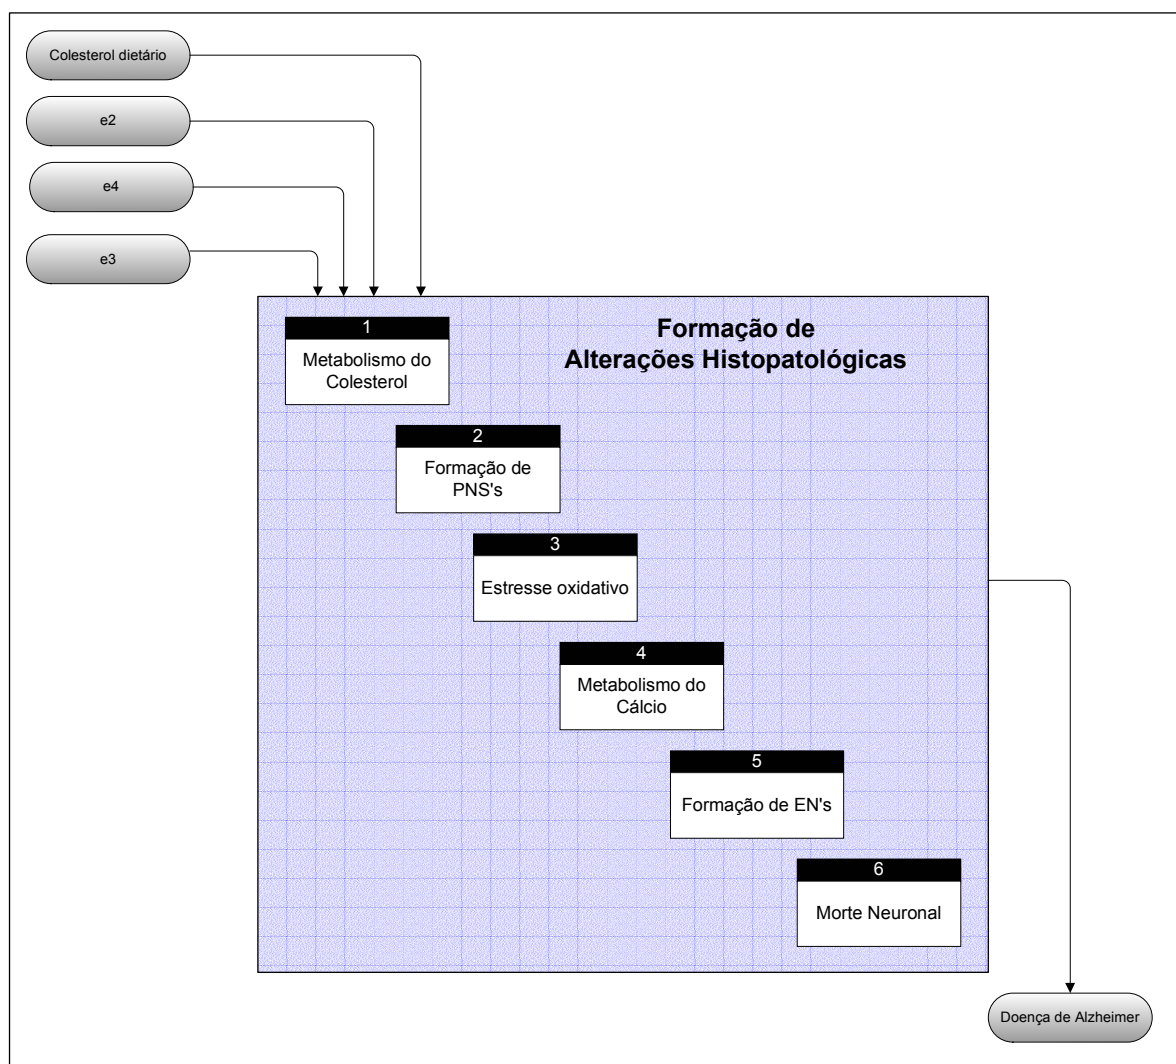 Colesterol dietário
e2
e4
e3
Formação de
Alterações Histopatológicas
1
Metabolismo do
Colesterol
2
Formação de
PNS's
3
Estresse oxidativo
4
Metabolismo do
Cálcio
5
Formação de EN's
6
Morte Neuronal
Doença de Alzheimer